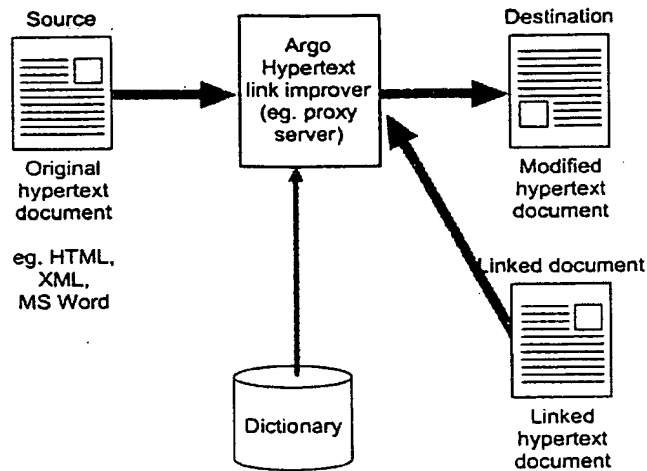 Source
Original
hypertext
document
eg. HTML,
XML,
MS Word
Argo
Hypertext
link improver
(eg. proxy
server)
Destination
Modified
hypertext
document
Linked document
Linked
hypertext
document
Dictionary